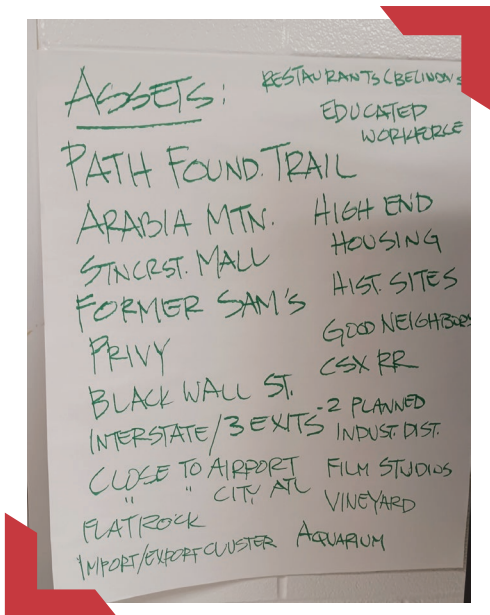 ASSETS:
PATH FOUND. TRAIL
ARABIA MTN.
STNCRST. MALL
FORMER SAM'S
PRIVY
BLACK WALL ST.
INTERSTATE/3 EXITS
CLOSE TO AIRPORT
" " CITY ATL
FLATROCK
IMPORT/EXPORT CLUSTER
RESTAURANTS (BELINDA'S
EDUCATED
WORKFORCE
HIGH END
HOUSING
HIST. SITES
GOOD NEIGHBORS
CSX RR
-2 PLANNED
INDUST. DIST.
FILM STUDIOS
VINEYARD
AQUARIUM